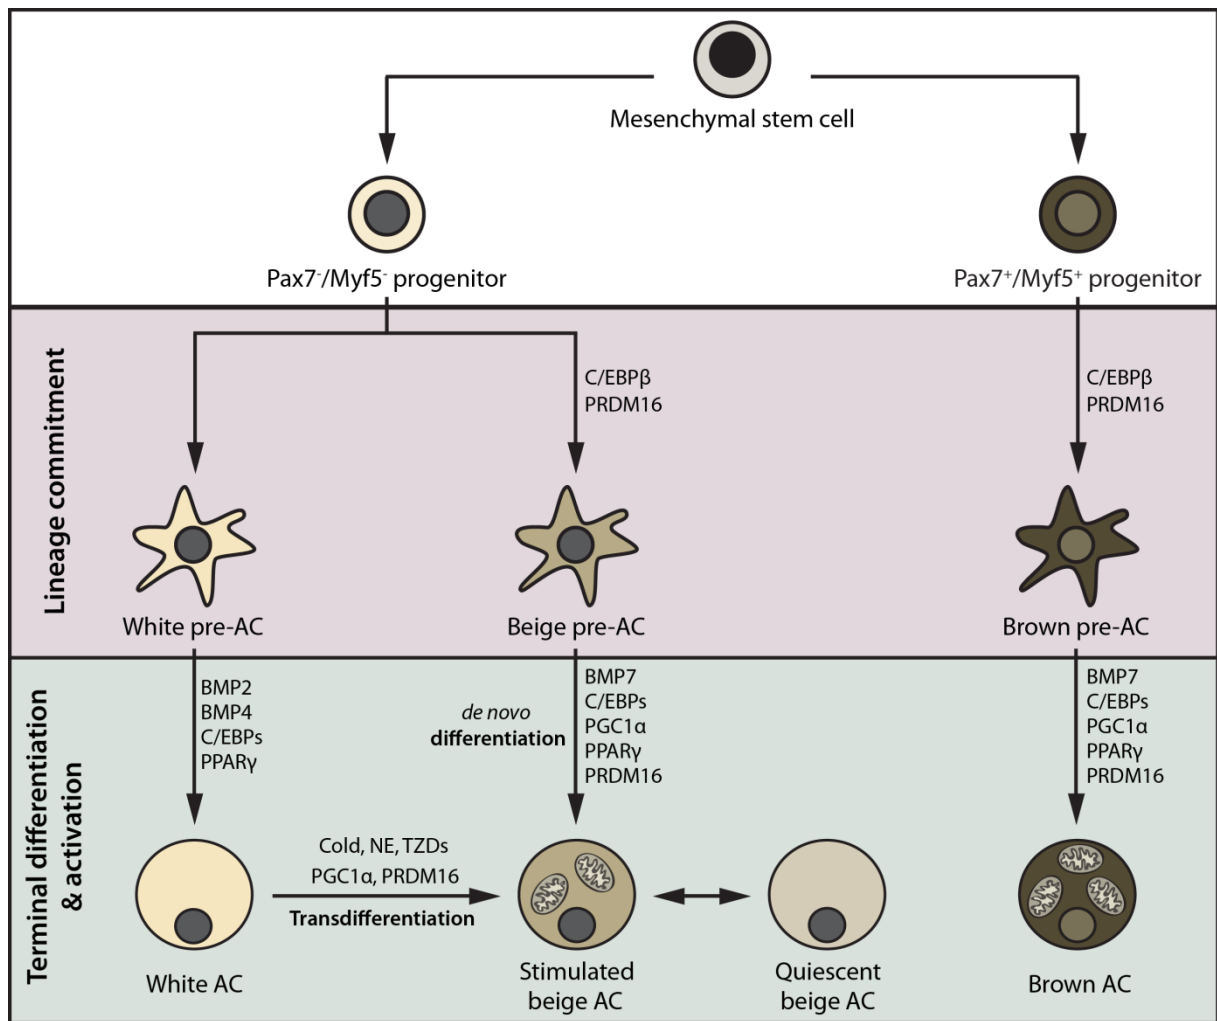 Mesenchymal stem cell
Pax7⁻/Myf5⁻ progenitor
Pax7⁺/Myf5⁺ progenitor
Lineage commitment
C/EBPβ
PRDM16
C/EBPβ
PRDM16
White pre-AC
Beige pre-AC
Brown pre-AC
Terminal differentiation
& activation
BMP2
BMP4
C/EBPs
PPARγ
de novo
differentiation
BMP7
C/EBPs
PGC1α
PPARγ
PRDM16
BMP7
C/EBPs
PGC1α
PPARγ
PRDM16
Cold, NE, TZDs
PGC1α, PRDM16
Transdifferentiation
White AC
Stimulated
beige AC
Quiescent
beige AC
Brown AC